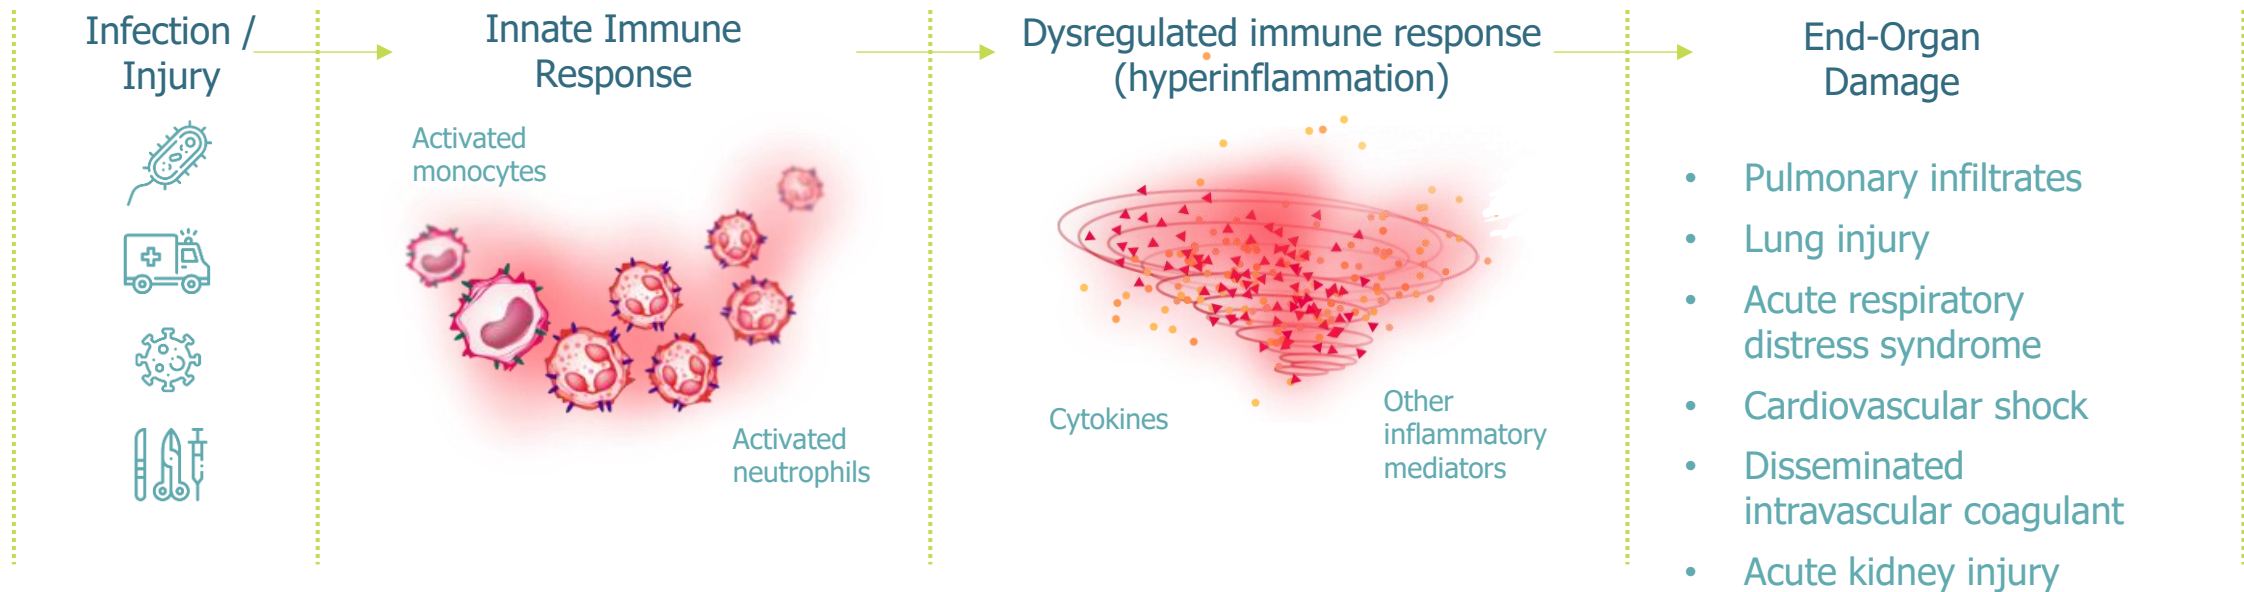 Infection /
Injury
Innate Immune
Response
Activated
monocytes
Activated
neutrophils
Dysregulated immune response
(hyperinflammation)
Cytokines
Other
inflammatory
mediators
End-Organ
Damage
• Pulmonary infiltrates
• Lung injury
• Acute respiratory
distress syndrome
• Cardiovascular shock
• Disseminated
intravascular coagulant
• Acute kidney injury